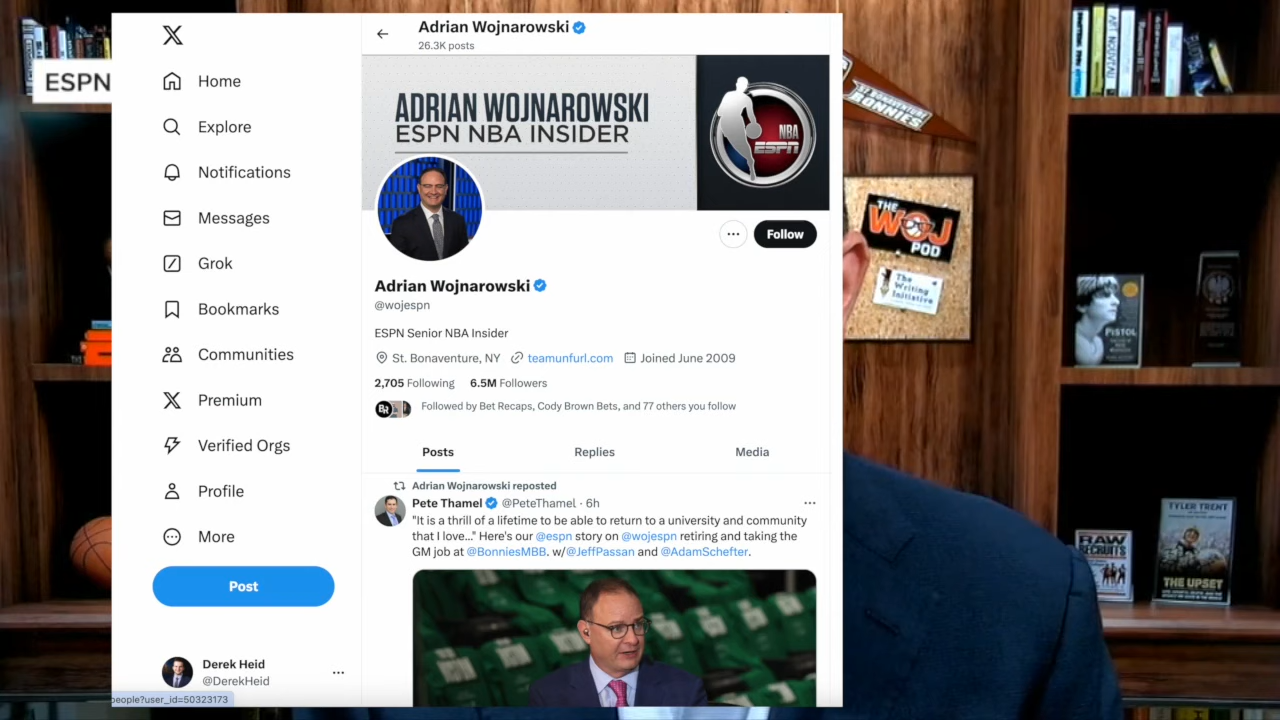 ESPN
Home
Explore
Notifications
Messages
Grok
Bookmarks
Communities
Premium
Verified Orgs
Profile
More
Post
Derek Heid
@DerekHeid
people?user_id=50323173
Adrian Wojnarowski
26.3K posts
ADRIAN WOJNAROWSKI
ESPN NBA INSIDER
NBA
ESPN
Follow
Adrian Wojnarowski
@wojespn
ESPN Senior NBA Insider
St. Bonaventure, NY teamunfurl.com Joined June 2009
2,705 Following 6.5M Followers
BR
Followed by Bet Recaps, Cody Brown Bets, and 77 others you follow
Posts Replies Media
Adrian Wojnarowski reposted
Pete Thamel @PeteThamel · 6h
"It is a thrill of a lifetime to be able to return to a university and community
that I love..." Here's our @espn story on @wojespn retiring and taking the
GM job at @BonniesMBB. w/@JeffPassan and @AdamSchefter.
ST. BONAVENTURE
BONNIES
THE
WOJ
POD
The
Writing
Initiative
PISTOL
RAW
RECRUITS
TYLER TRENT
THE UPSET